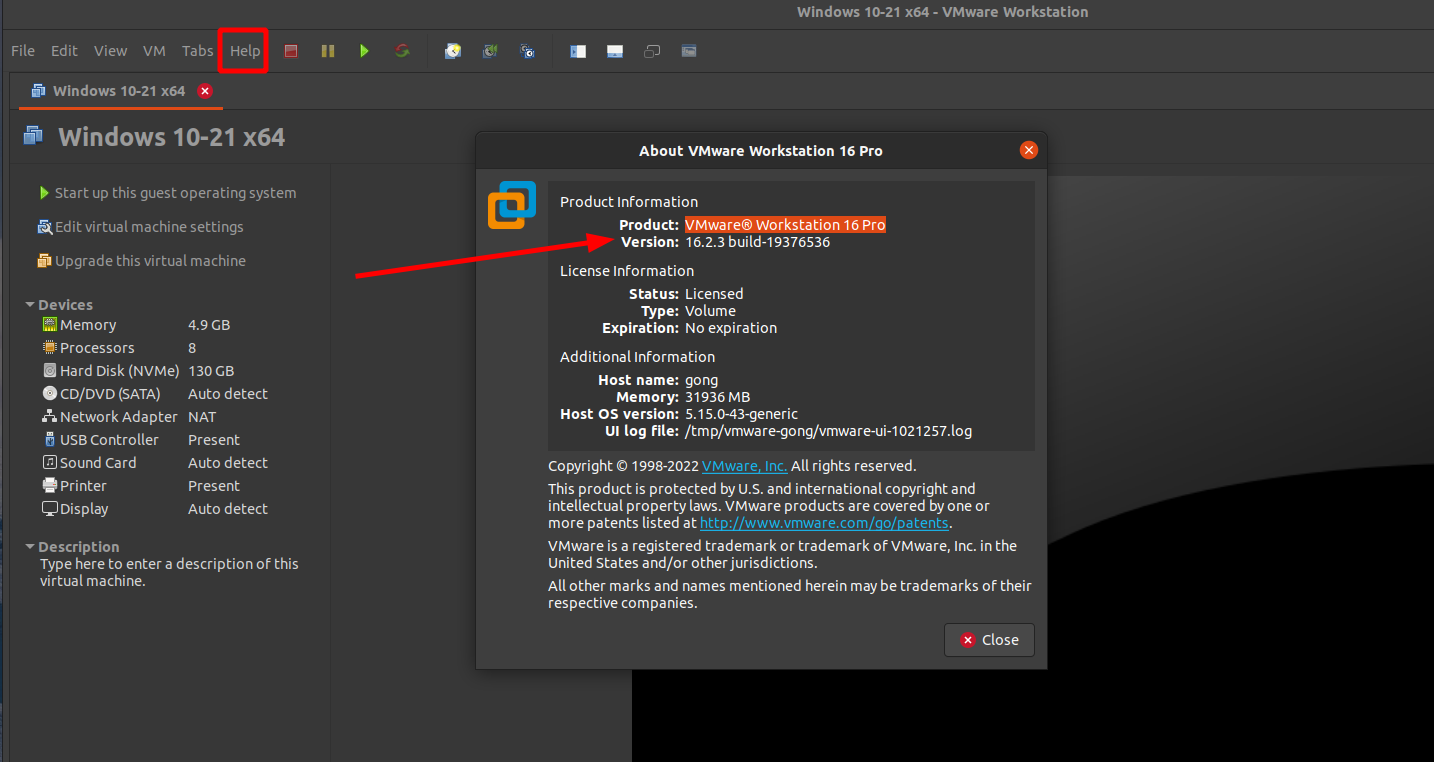 Windows 10-21 x64 - VMware Workstation
File Edit View VM Tabs Help
Windows 10-21 x64
Windows 10-21 x64
Start up this guest operating system
Edit virtual machine settings
Upgrade this virtual machine
Devices
Memory 4.9 GB
Processors 8
Hard Disk (NVMe) 130 GB
CD/DVD (SATA) Auto detect
Network Adapter NAT
USB Controller Present
Sound Card Auto detect
Printer Present
Display Auto detect
Description
Type here to enter a description of this
virtual machine.
About VMware Workstation 16 Pro
Product Information
Product: VMware® Workstation 16 Pro
Version: 16.2.3 build-19376536
License Information
Status: Licensed
Type: Volume
Expiration: No expiration
Additional Information
Host name: gong
Memory: 31936 MB
Host OS version: 5.15.0-43-generic
UI log file: /tmp/vmware-gong/vmware-ui-1021257.log
Copyright © 1998-2022 VMware, Inc. All rights reserved.
This product is protected by U.S. and international copyright and
intellectual property laws. VMware products are covered by one or
more patents listed at http://www.vmware.com/go/patents.
VMware is a registered trademark or trademark of VMware, Inc. in the
United States and/or other jurisdictions.
All other marks and names mentioned herein may be trademarks of their
respective companies.
Close